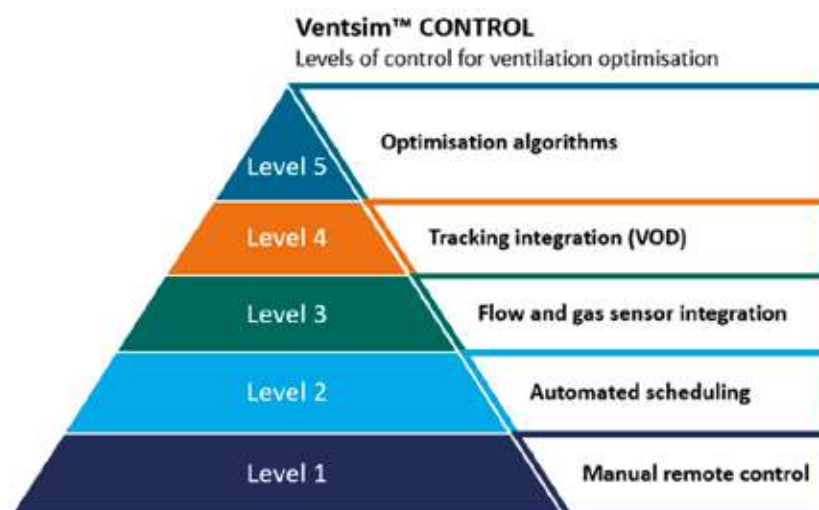 Ventsim™ CONTROL
Levels of control for ventilation optimisation
Level 5
Optimisation algorithms
Level 4
Tracking integration (VOD)
Level 3
Flow and gas sensor integration
Level 2
Automated scheduling
Level 1
Manual remote control